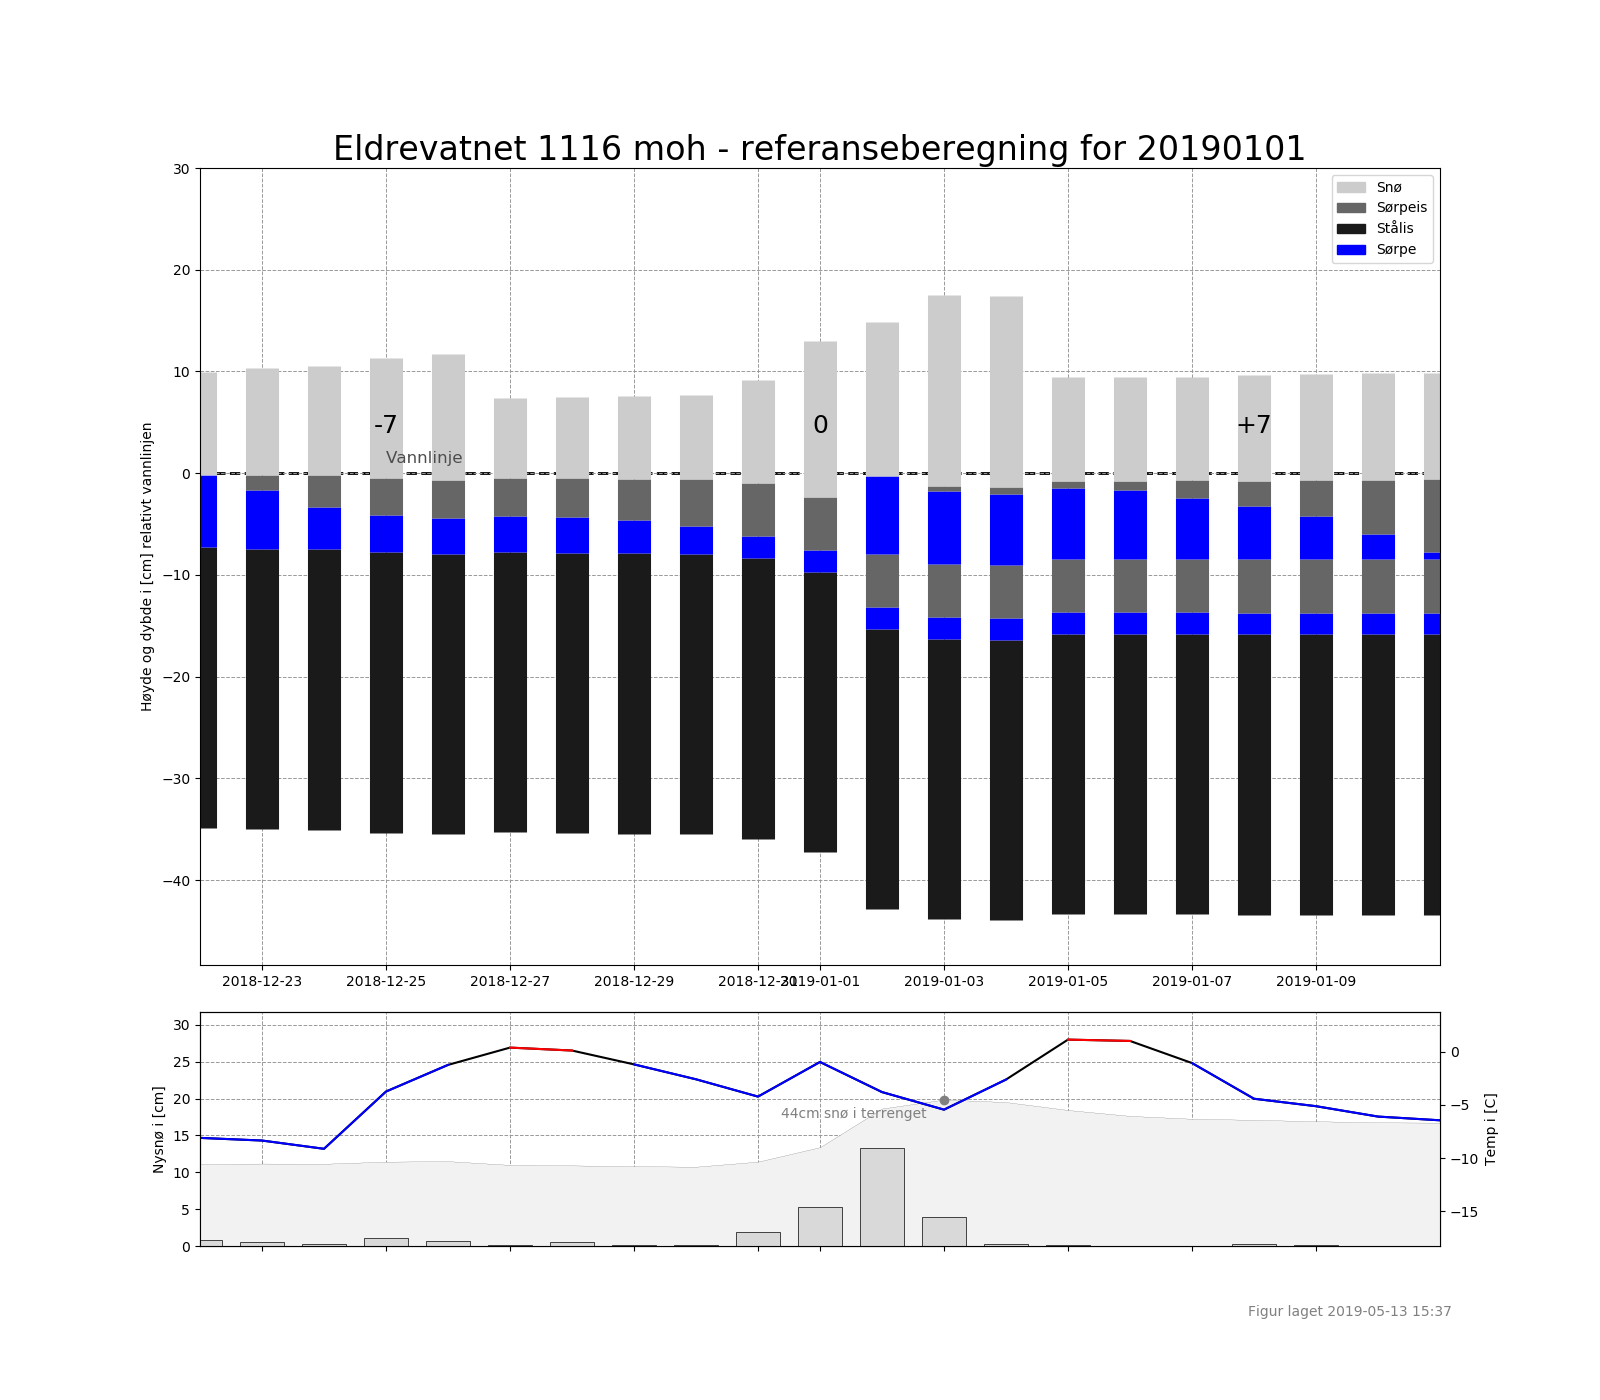 Eldrevatnet 1116 moh - referanseberegning for 20190101
30
20
10
0
−10
−20
−30
−40
Høyde og dybde i [cm] relativt vannlinjen
Snø
Sørpeis
Stålis
Sørpe
-7
0
+7
Vannlinje
2018-12-23 2018-12-25 2018-12-27 2018-12-29 2018-12-31 2019-01-01 2019-01-03 2019-01-05 2019-01-07 2019-01-09
30
25
20
15
10
5
0
Nysnø i [cm]
44cm snø i terrenget
0
−5
−10
−15
Temp i [C]
Figur laget 2019-05-13 15:37